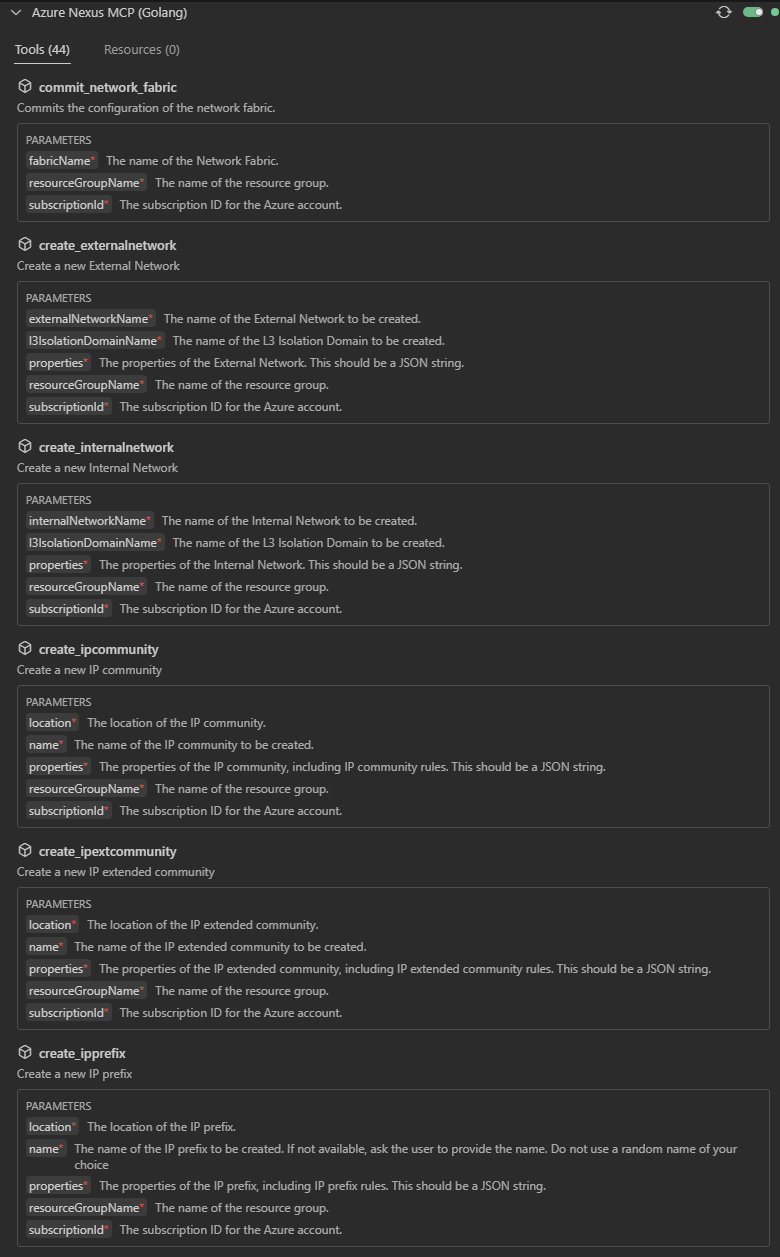 Azure Nexus MCP (Golang)
Tools (44) Resources (0)
commit_network_fabric
Commits the configuration of the network fabric.
PARAMETERS
fabricName* The name of the Network Fabric.
resourceGroupName* The name of the resource group.
subscriptionId* The subscription ID for the Azure account.
create_externalnetwork
Create a new External Network
PARAMETERS
externalNetworkName* The name of the External Network to be created.
l3IsolationDomainName* The name of the L3 Isolation Domain to be created.
properties* The properties of the External Network. This should be a JSON string.
resourceGroupName* The name of the resource group.
subscriptionId* The subscription ID for the Azure account.
create_internalnetwork
Create a new Internal Network
PARAMETERS
internalNetworkName* The name of the Internal Network to be created.
l3IsolationDomainName* The name of the L3 Isolation Domain to be created.
properties* The properties of the Internal Network. This should be a JSON string.
resourceGroupName* The name of the resource group.
subscriptionId* The subscription ID for the Azure account.
create_ipcommunity
Create a new IP community
PARAMETERS
location* The location of the IP community.
name* The name of the IP community to be created.
properties* The properties of the IP community, including IP community rules. This should be a JSON string.
resourceGroupName* The name of the resource group.
subscriptionId* The subscription ID for the Azure account.
create_ipextcommunity
Create a new IP extended community
PARAMETERS
location* The location of the IP extended community.
name* The name of the IP extended community to be created.
properties* The properties of the IP extended community, including IP extended community rules. This should be a JSON string.
resourceGroupName* The name of the resource group.
subscriptionId* The subscription ID for the Azure account.
create_ipprefix
Create a new IP prefix
PARAMETERS
location* The location of the IP prefix.
name* The name of the IP prefix to be created. If not available, ask the user to provide the name. Do not use a random name of your
choice
properties* The properties of the IP prefix, including IP prefix rules. This should be a JSON string.
resourceGroupName* The name of the resource group.
subscriptionId* The subscription ID for the Azure account.